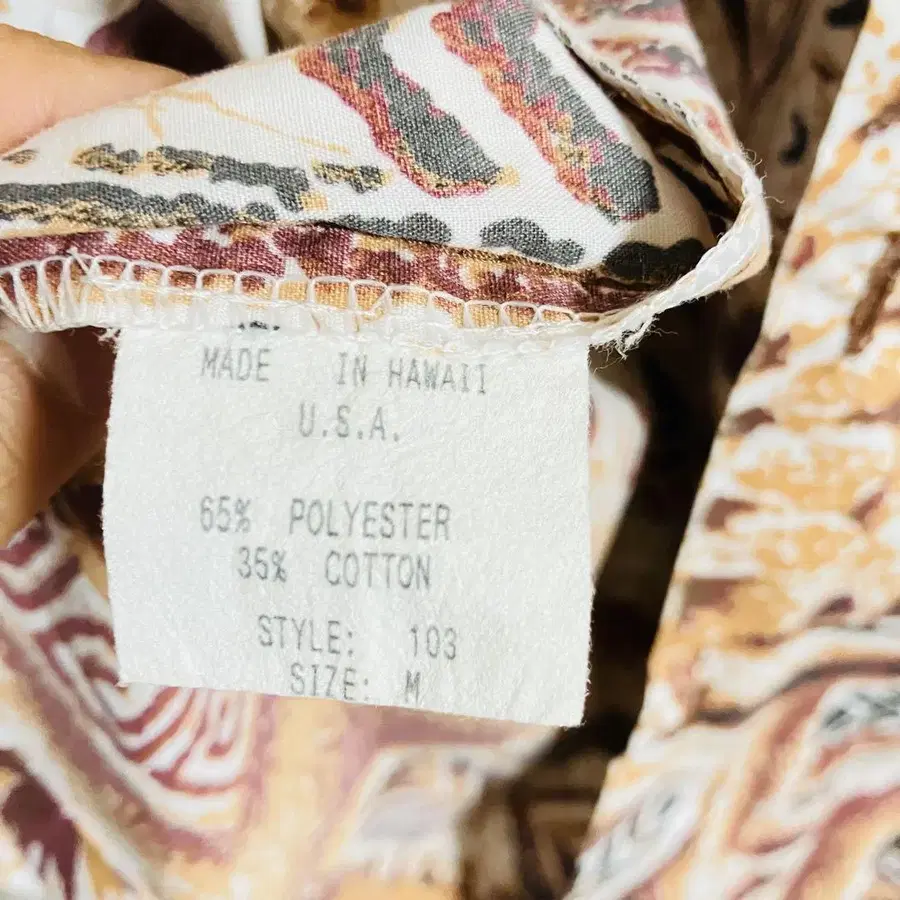 MADE IN HAWAII
U.S.A.
65% POLYESTER
35% COTTON
STYLE: 103
SIZE: M